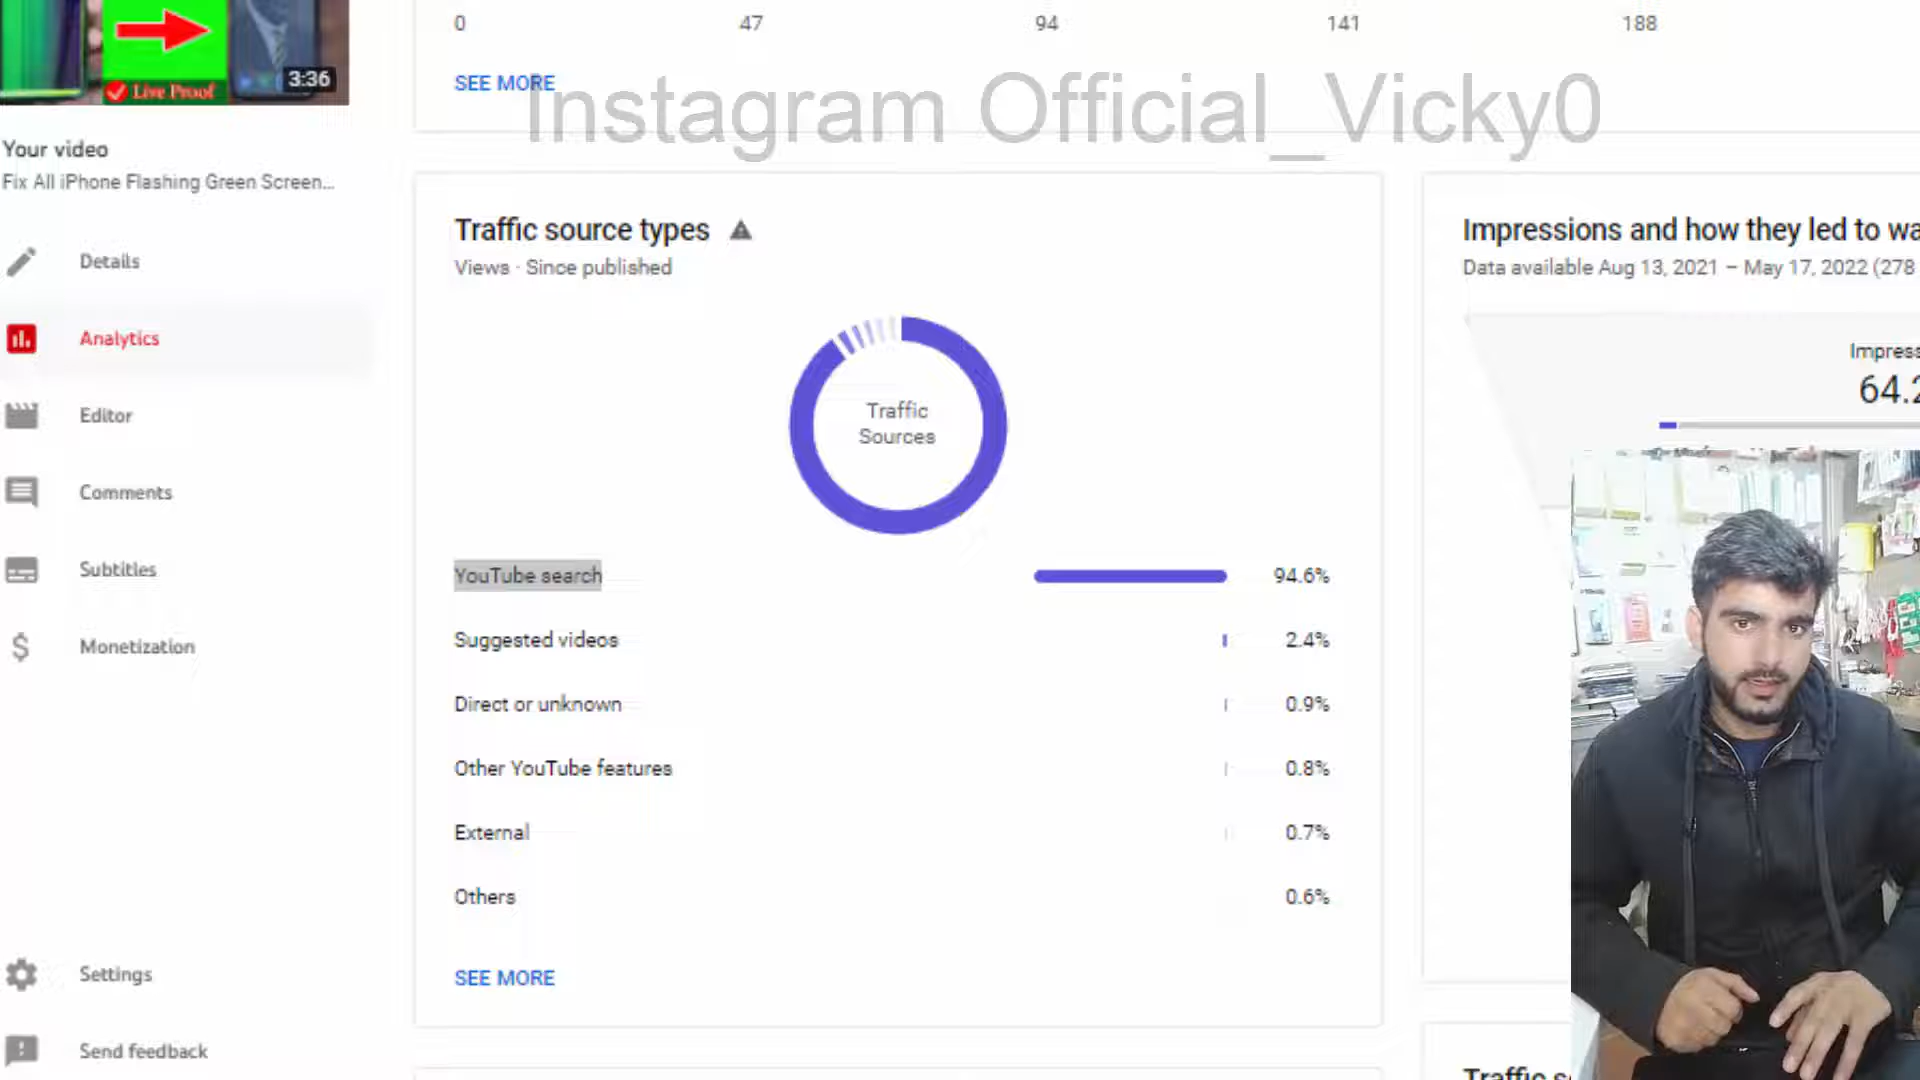 0 47 94 141 188
Live Proof 3:36
SEE MORE
Instagram Official_Vicky0
Your video
Fix All iPhone Flashing Green Screen...
Details
Analytics
Editor
Comments
Subtitles
Monetization
Settings
Send feedback
Traffic source types
Views · Since published
Traffic
Sources
YouTube search 94.6%
Suggested videos 2.4%
Direct or unknown 0.9%
Other YouTube features 0.8%
External 0.7%
Others 0.6%
SEE MORE
Impressions and how they led to wa
Data available Aug 13, 2021 – May 17, 2022 (278
Impress
64.2
Traffic s